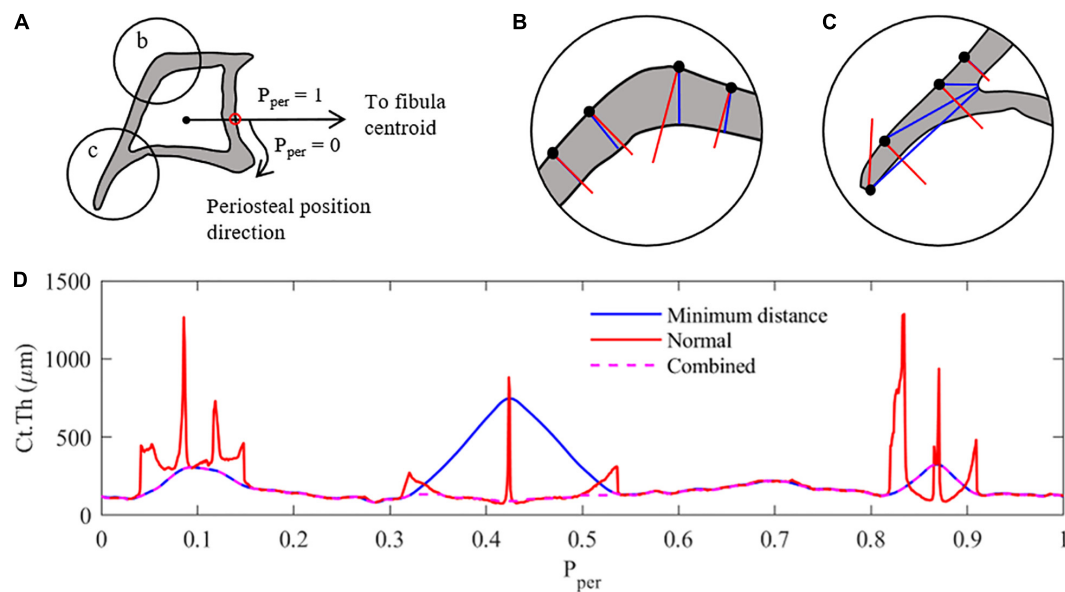 A
B
C
b
c
P_per = 1
P_per = 0
To fibula
centroid
Periosteal position
direction
D
1500
1000
500
0
Ct.Th (μm)
Minimum distance
Normal
Combined
0 0.1 0.2 0.3 0.4 0.5 0.6 0.7 0.8 0.9 1
P_per